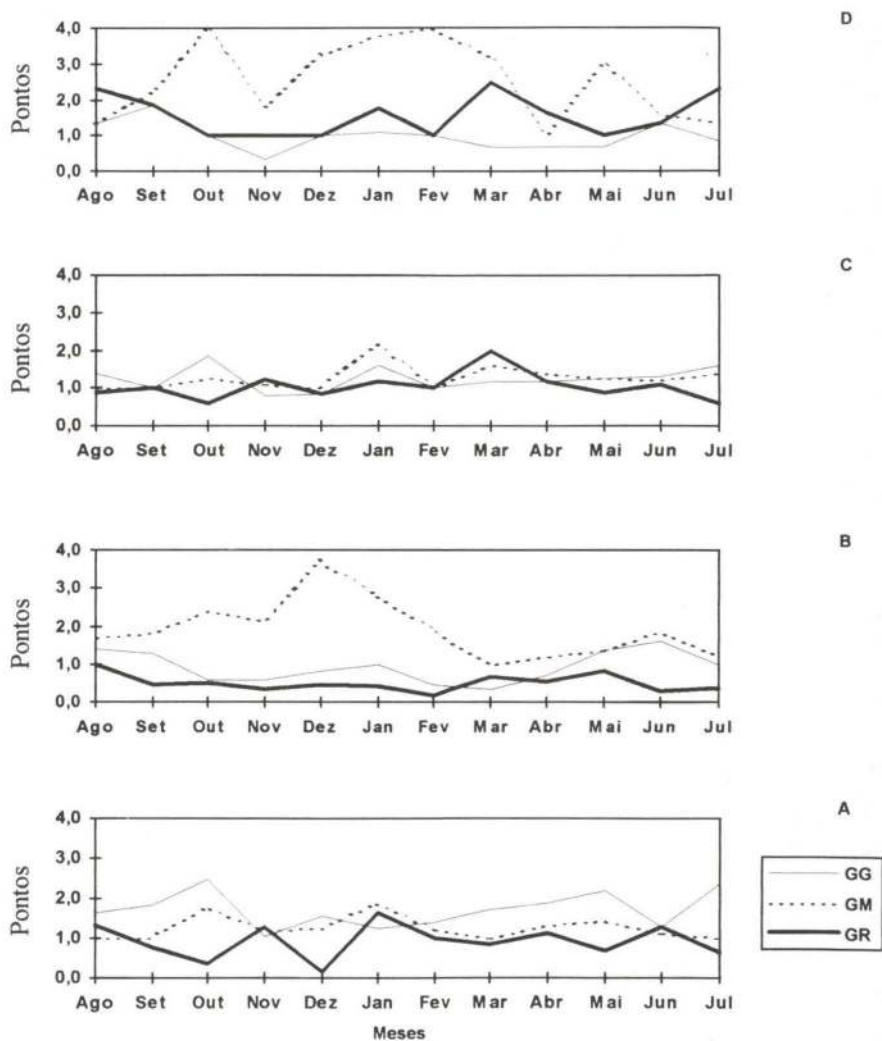 D
Pontos
4,0
3,0
2,0
1,0
0,0
Ago Set Out Nov Dez Jan Fev Mar Abr Mai Jun Jul
C
Pontos
4,0
3,0
2,0
1,0
0,0
Ago Set Out Nov Dez Jan Fev Mar Abr Mai Jun Jul
B
Pontos
4,0
3,0
2,0
1,0
0,0
Ago Set Out Nov Dez Jan Fev Mar Abr Mai Jun Jul
A
Pontos
4,0
3,0
2,0
1,0
0,0
Ago Set Out Nov Dez Jan Fev Mar Abr Mai Jun Jul
Meses
GG
GM
GR